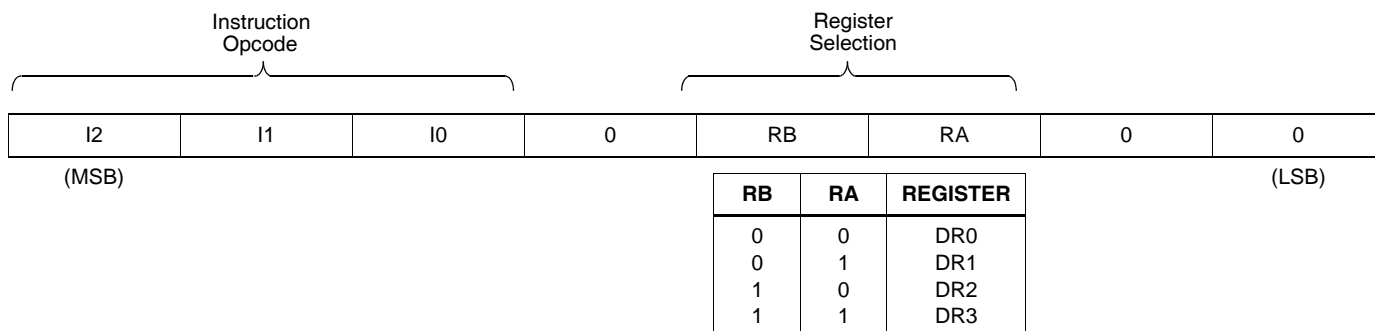 Instruction
Opcode
Register
Selection
I2 I1 I0 0 RB RA 0 0
(MSB) (LSB)
RB RA REGISTER
0 0 DR0
0 1 DR1
1 0 DR2
1 1 DR3